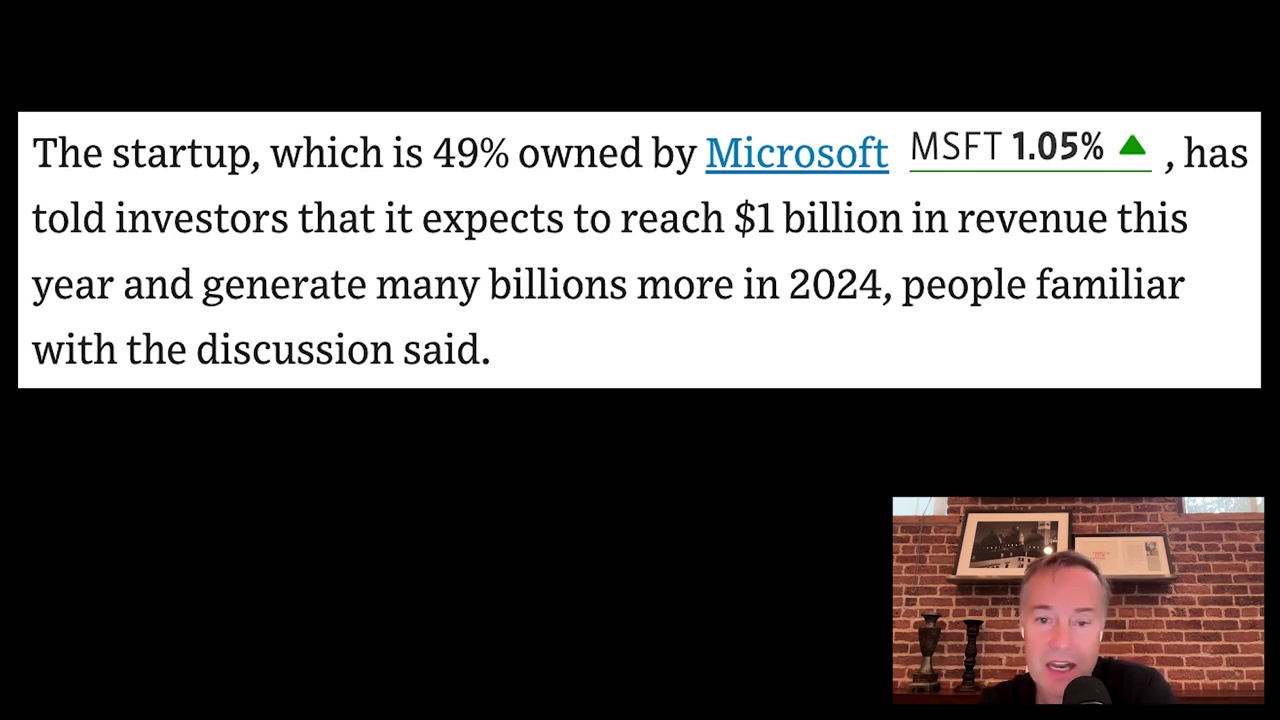 The startup, which is 49% owned by Microsoft MSFT 1.05% ▲ , has
told investors that it expects to reach $1 billion in revenue this
year and generate many billions more in 2024, people familiar
with the discussion said.